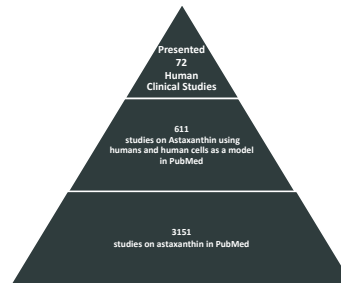 Presented
72
Human
Clinical Studies
611
studies on Astaxanthin using
humans and human cells as a model
in PubMed
3151
studies on astaxanthin in PubMed